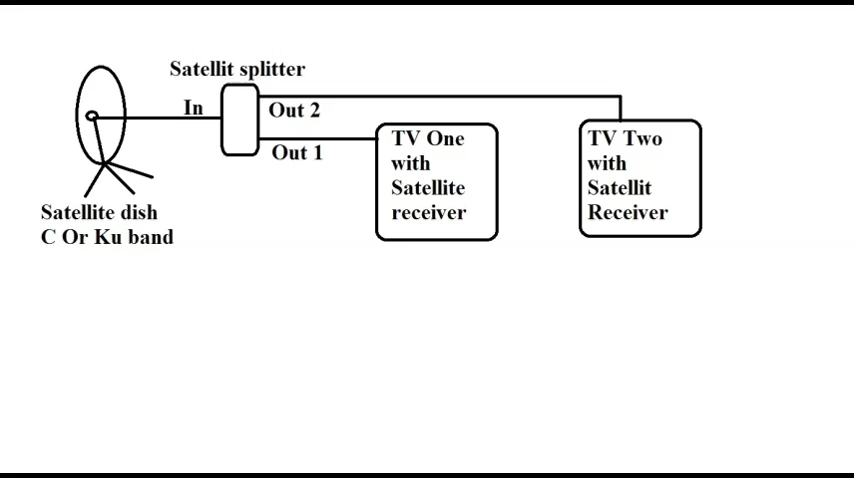 Satellit splitter
In
Out 2
Out 1
TV One
with
Satellite
receiver
TV Two
with
Satellit
Receiver
Satellite dish
C Or Ku band